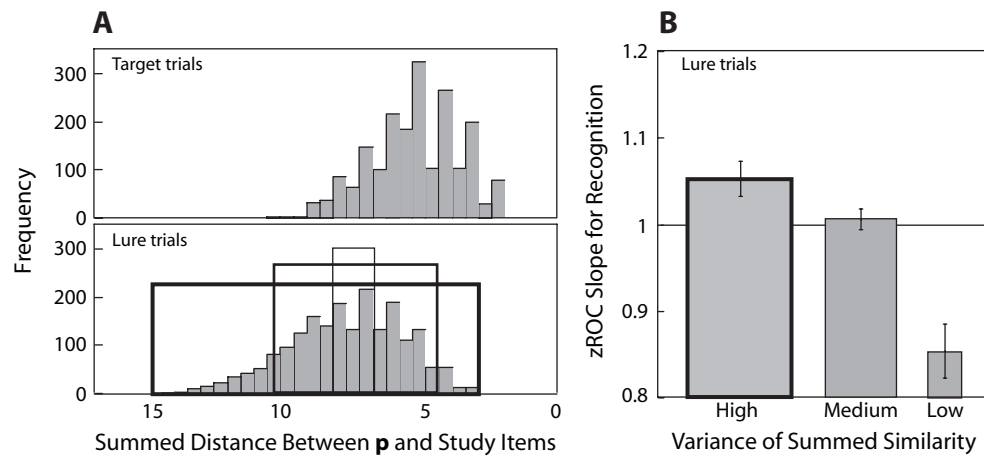 A
Target trials
300
200
100
0
Lure trials
300
200
100
0
15 10 5 0
Frequency
Summed Distance Between p and Study Items
B
Lure trials
1.2
1.1
1
0.9
0.8
High Medium Low
zROC Slope for Recognition
Variance of Summed Similarity